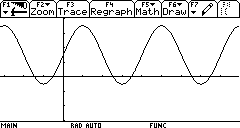 F1 F2 Zoom F3 Trace F4 Regraph F5 Math F6 Draw F7
MAIN RAD AUTO FUNC